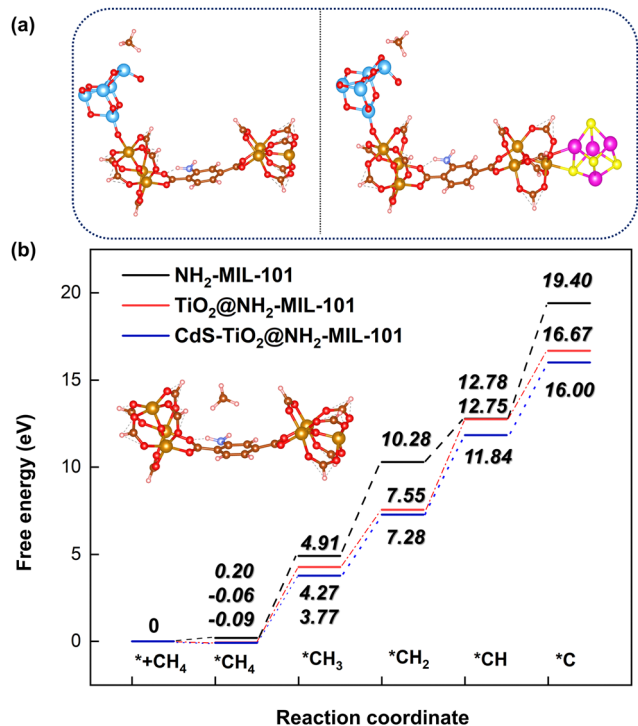 (a)
(b)
NH₂-MIL-101
TiO₂@NH₂-MIL-101
CdS-TiO₂@NH₂-MIL-101
Free energy (eV)
20
15
10
5
0
0
0.20
-0.06
-0.09
4.91
4.27
3.77
10.28
7.55
7.28
12.78
12.75
11.84
19.40
16.67
16.00
*+CH₄
*CH₄
*CH₃
*CH₂
*CH
*C
Reaction coordinate